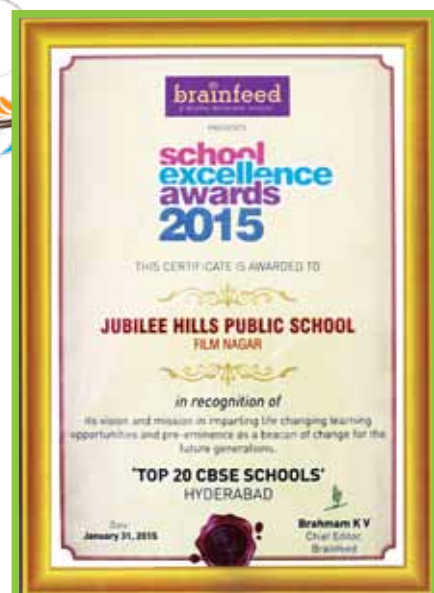 brainfeed
PRESENTS
school
excellence
awards
2015
THIS CERTIFICATE IS AWARDED TO
JUBILEE HILLS PUBLIC SCHOOL
FILM NAGAR
in recognition of
its vision and mission in imparting life changing learning
opportunities and pre-eminence as a beacon of change for the
future generations.
'TOP 20 CBSE SCHOOLS'
HYDERABAD
Date
January 31, 2015
Brahmam K V
Chief Editor,
Brainfeed